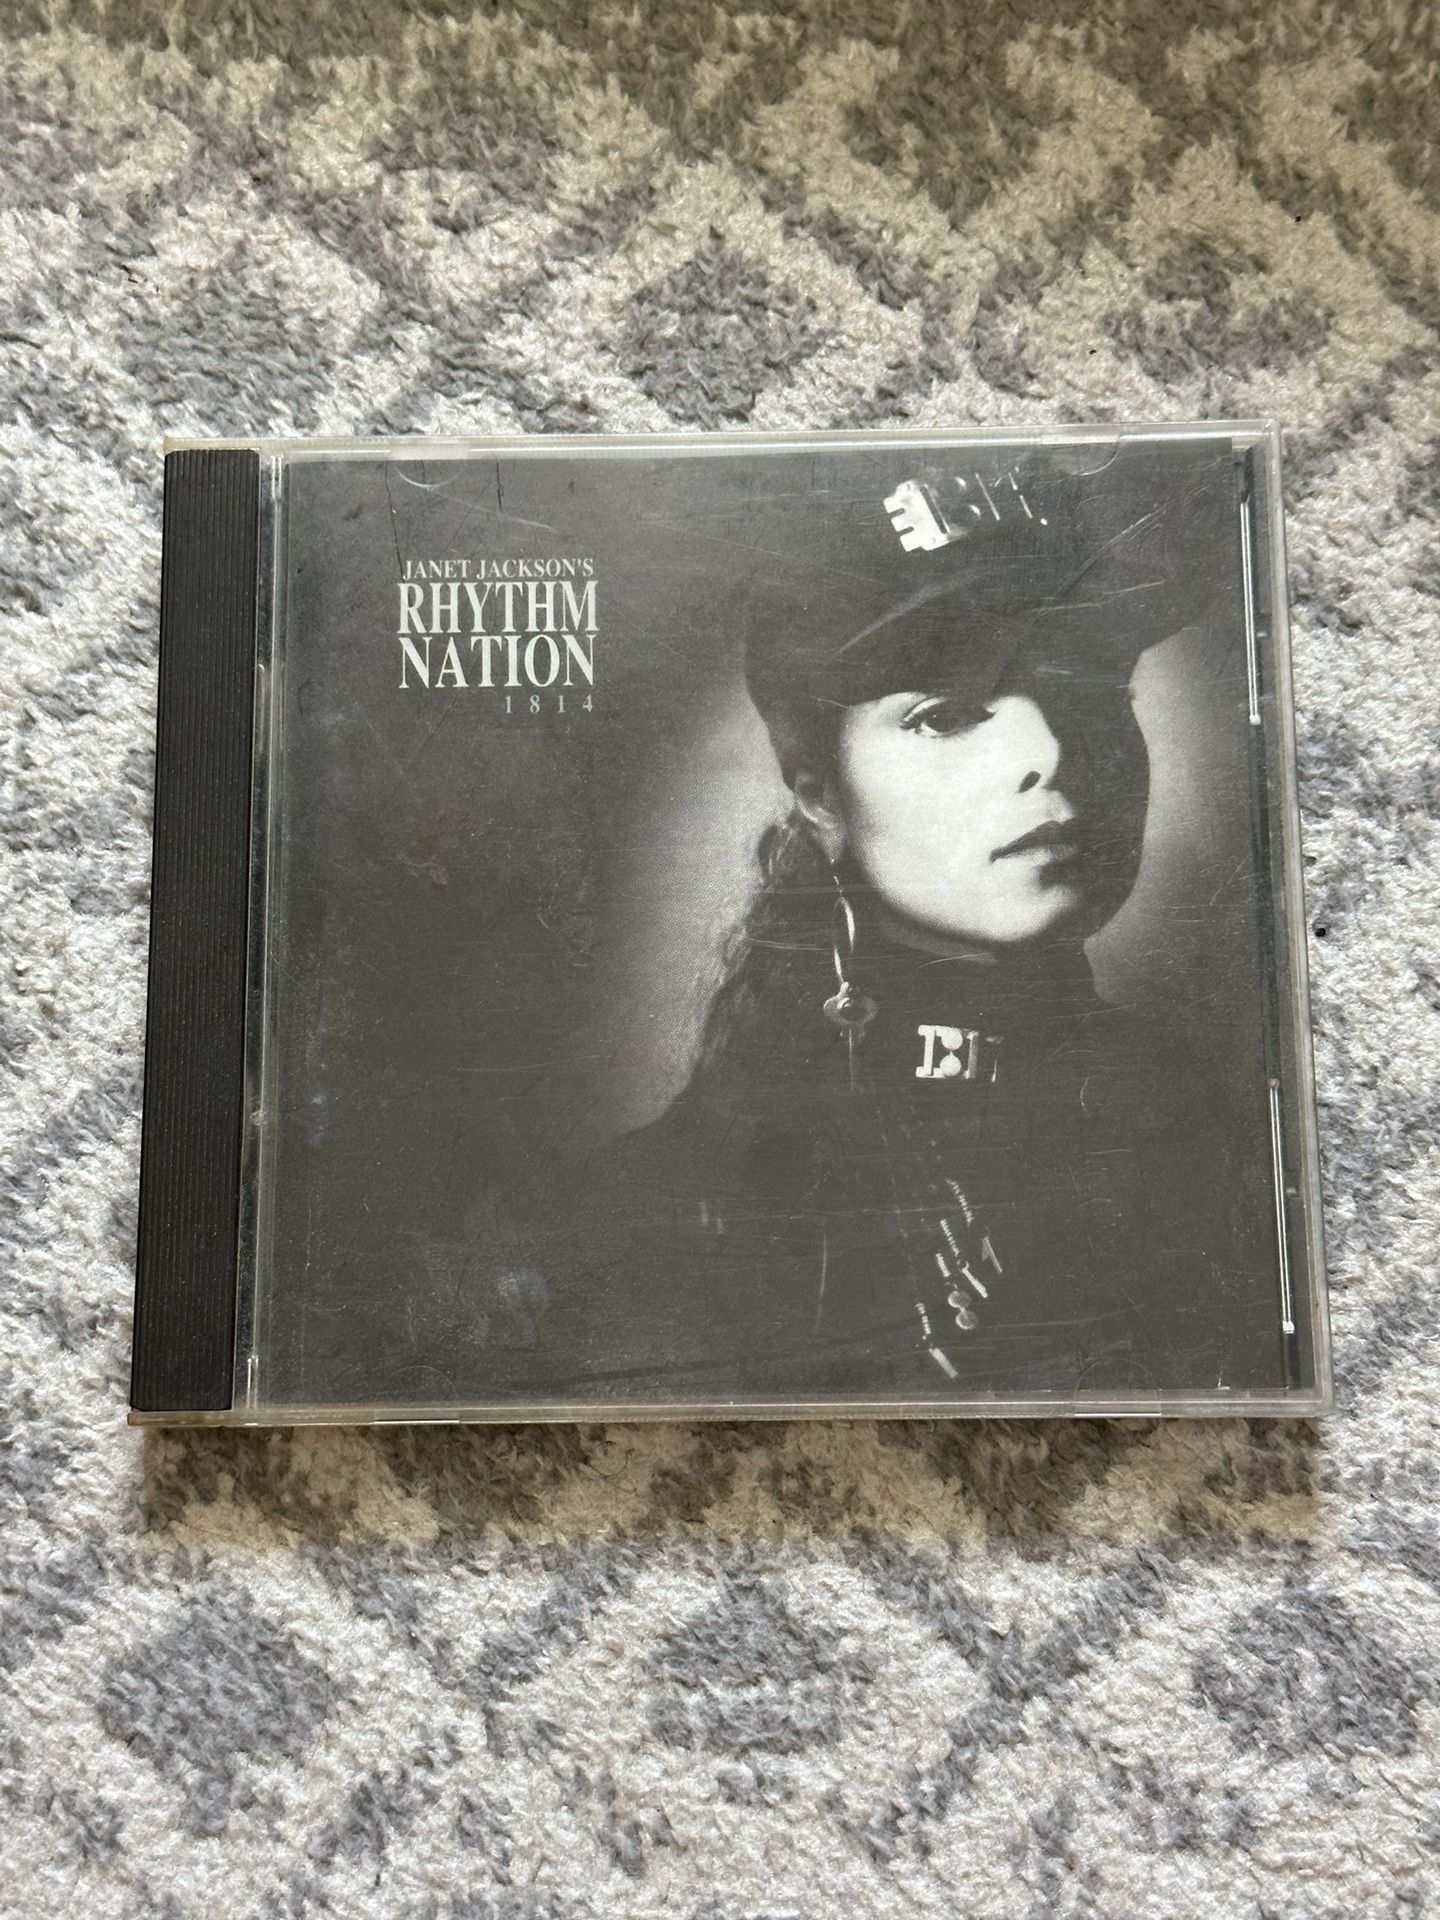 JANET JACKSON'S
RHYTHM
NATION
1814